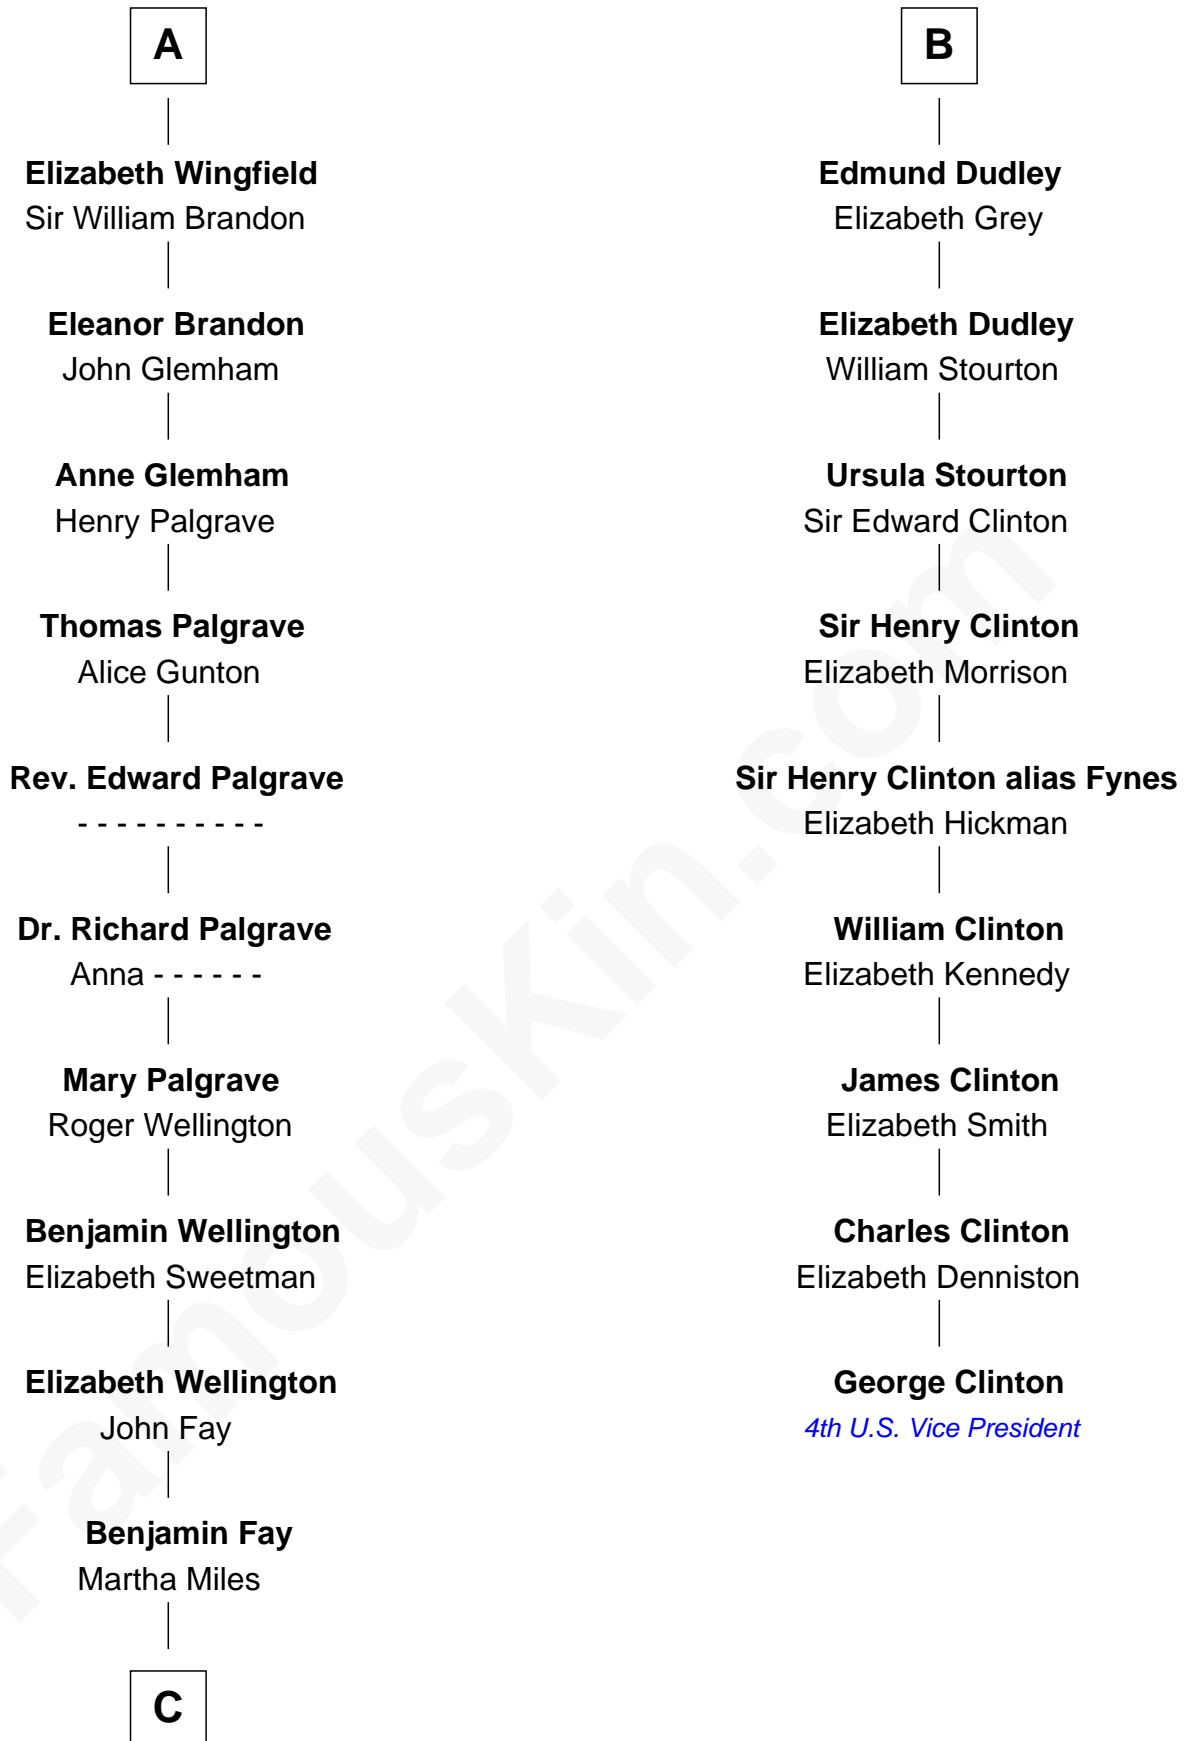 A
Elizabeth Wingfield
Sir William Brandon
Eleanor Brandon
John Glemham
Anne Glemham
Henry Palgrave
Thomas Palgrave
Alice Gunton
Rev. Edward Palgrave
- - - - - - - - - -
Dr. Richard Palgrave
Anna - - - - - -
Mary Palgrave
Roger Wellington
Benjamin Wellington
Elizabeth Sweetman
Elizabeth Wellington
John Fay
Benjamin Fay
Martha Miles
C
B
Edmund Dudley
Elizabeth Grey
Elizabeth Dudley
William Stourton
Ursula Stourton
Sir Edward Clinton
Sir Henry Clinton
Elizabeth Morrison
Sir Henry Clinton alias Fynes
Elizabeth Hickman
William Clinton
Elizabeth Kennedy
James Clinton
Elizabeth Smith
Charles Clinton
Elizabeth Denniston
George Clinton
4th U.S. Vice President
FamousKin.com